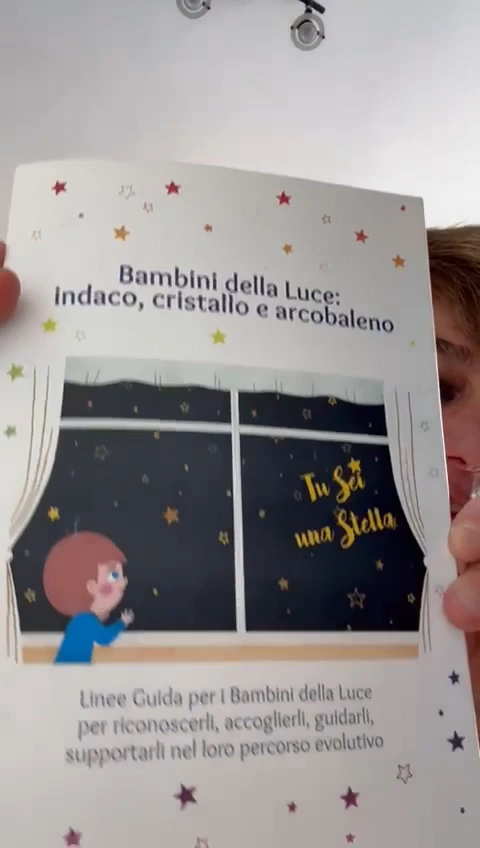 Bambini della Luce:
indaco, cristallo e arcobaleno
Tu Sei
una Stella
Linee Guida per i Bambini della Luce
per riconoscerli, accoglierli, guidarli,
supportarli nel loro percorso evolutivo